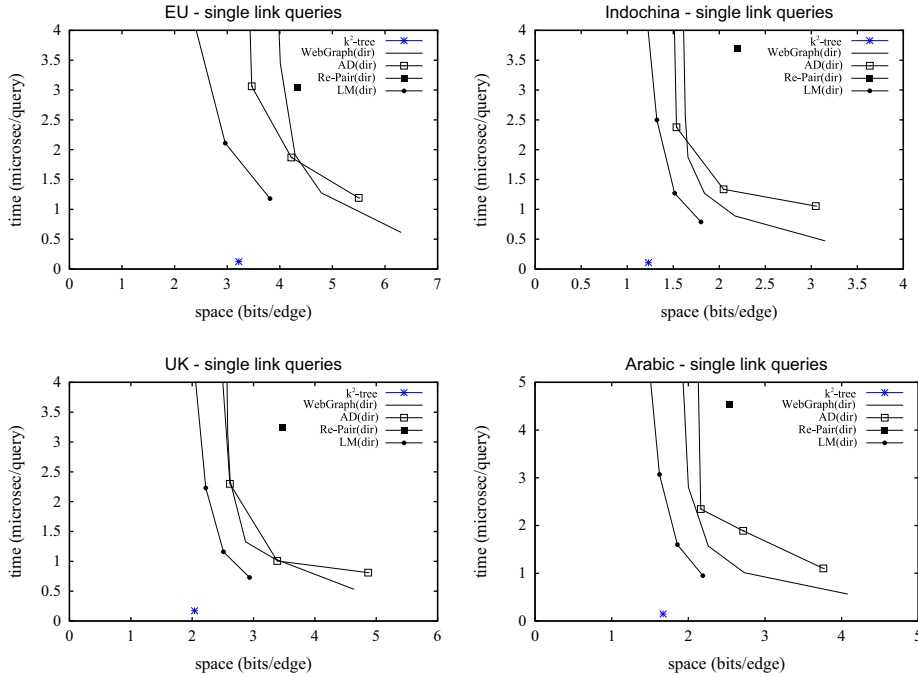 EU - single link queries
k²-tree
WebGraph(dir)
AD(dir)
Re-Pair(dir)
LM(dir)
time (microsec/query)
4
3.5
3
2.5
2
1.5
1
0.5
0
0 1 2 3 4 5 6 7
space (bits/edge)
Indochina - single link queries
k²-tree
WebGraph(dir)
AD(dir)
Re-Pair(dir)
LM(dir)
time (microsec/query)
4
3.5
3
2.5
2
1.5
1
0.5
0
0 0.5 1 1.5 2 2.5 3 3.5 4
space (bits/edge)
UK - single link queries
k²-tree
WebGraph(dir)
AD(dir)
Re-Pair(dir)
LM(dir)
time (microsec/query)
4
3.5
3
2.5
2
1.5
1
0.5
0
0 1 2 3 4 5 6
space (bits/edge)
Arabic - single link queries
k²-tree
WebGraph(dir)
AD(dir)
Re-Pair(dir)
LM(dir)
time (microsec/query)
5
4
3
2
1
0
0 1 2 3 4 5
space (bits/edge)